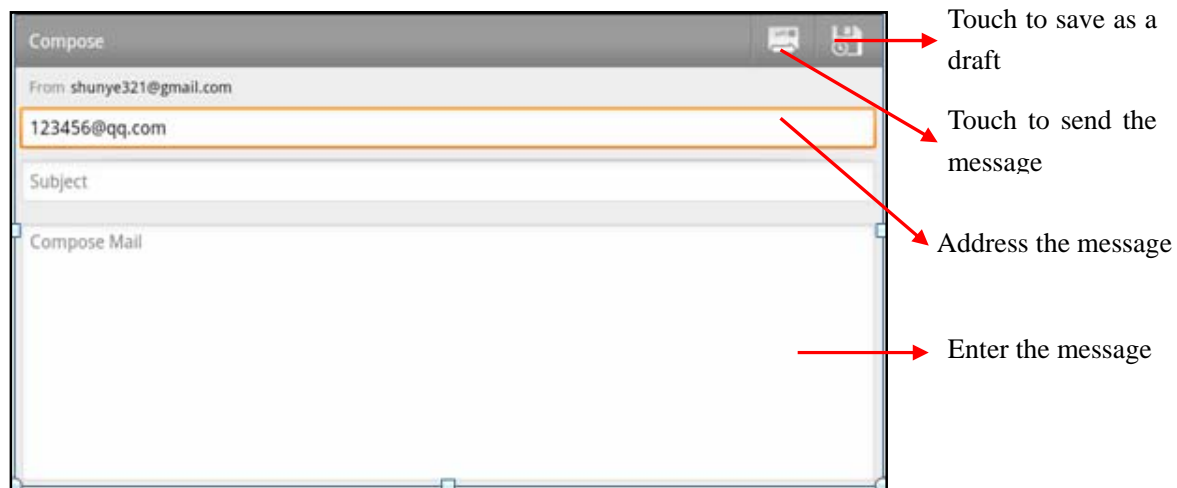 Compose
From shunye321@gmail.com
123456@qq.com
Subject
Compose Mail
Touch to save as a
draft
Touch to send the
message
Address the message
Enter the message